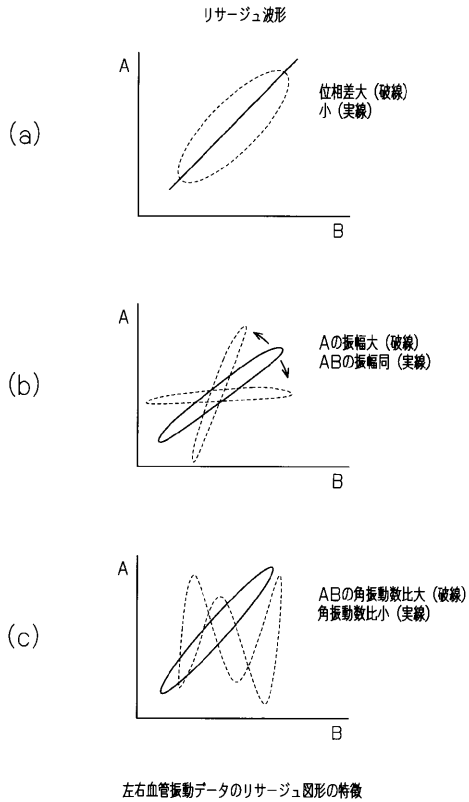 リサージュ波形
(a)
A
B
位相差大（破線）
小（実線）
(b)
A
B
Aの振幅大（破線）
ABの振幅同（実線）
(c)
A
B
ABの角振動数比大（破線）
角振動数比小（実線）
左右血管振動データのリサージュ図形の特徴